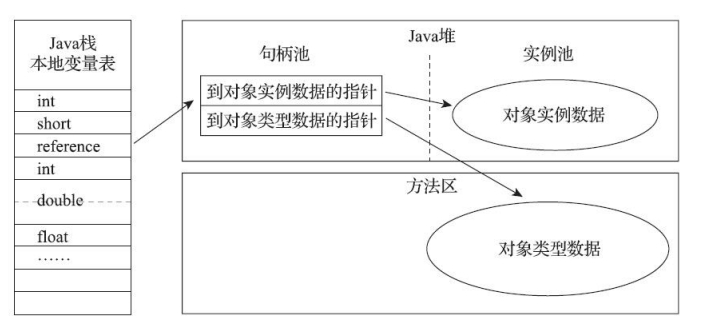 Java栈
本地变量表
int
short
reference
int
double
float
……
Java堆
句柄池
实例池
到对象实例数据的指针
到对象类型数据的指针
对象实例数据
方法区
对象类型数据